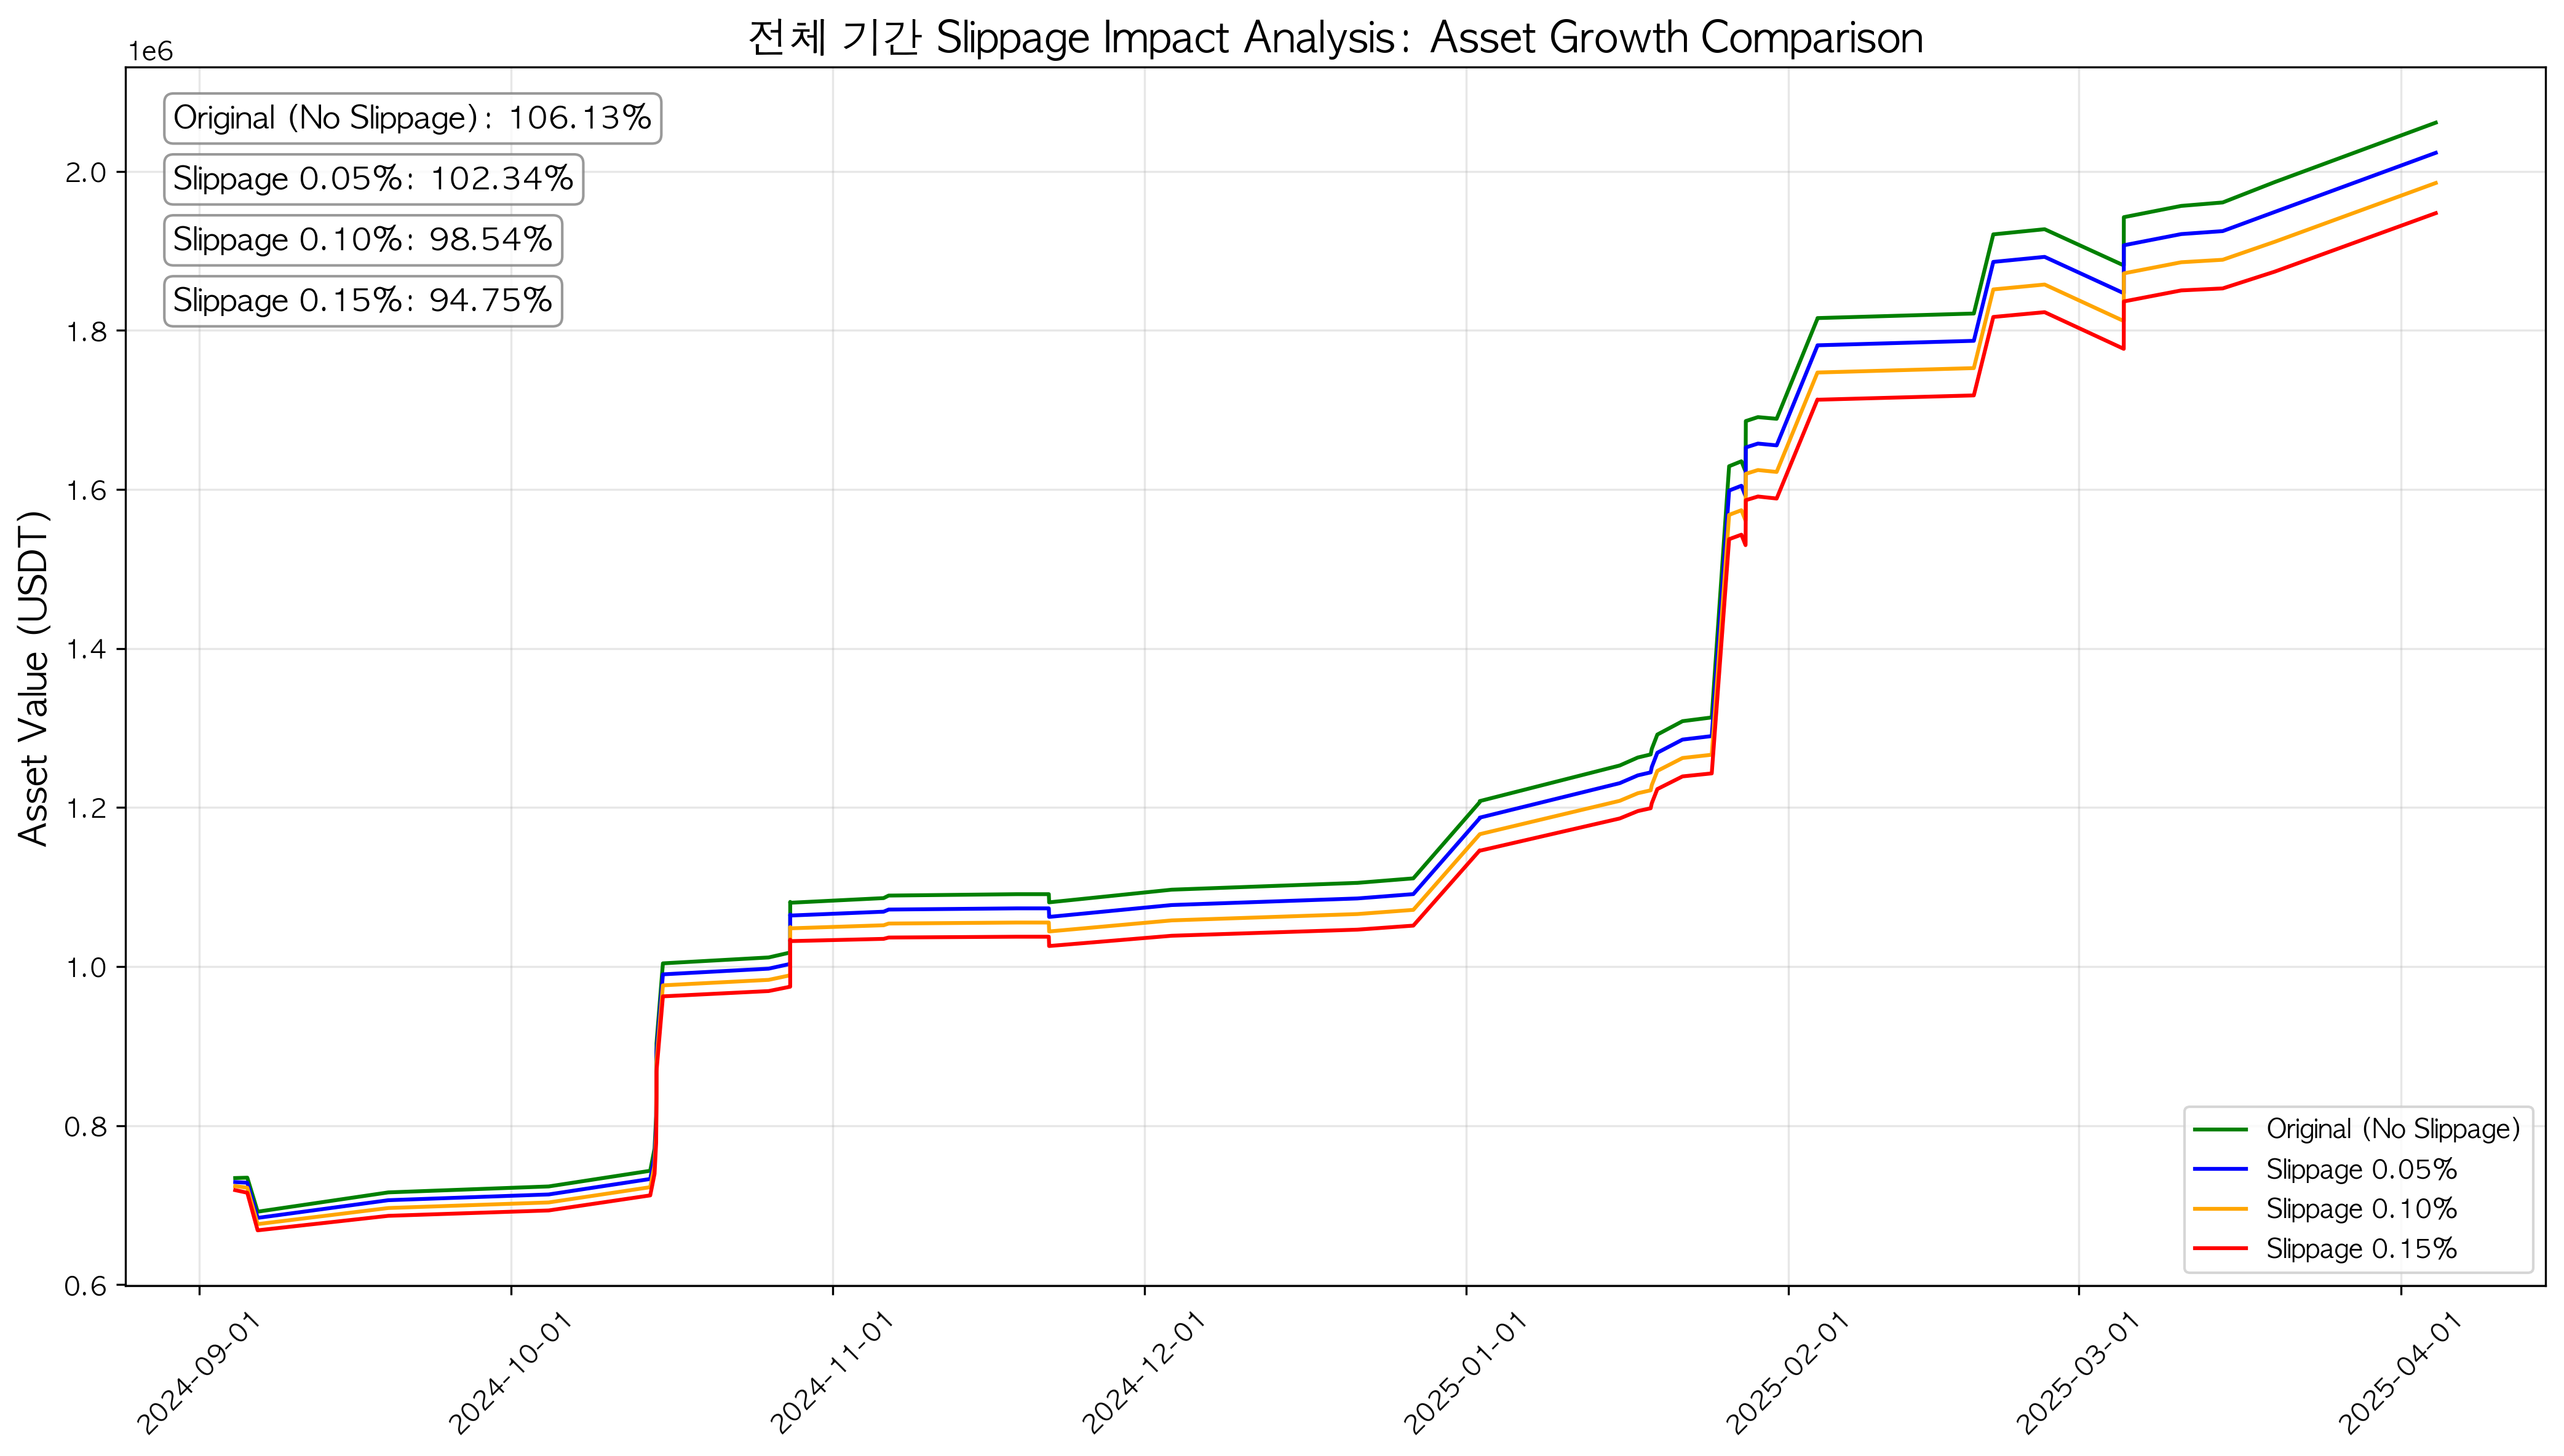 전체 기간 Slippage Impact Analysis: Asset Growth Comparison
1e6
Original (No Slippage): 106.13%
Slippage 0.05%: 102.34%
Slippage 0.10%: 98.54%
Slippage 0.15%: 94.75%
Asset Value (USDT)
2.0
1.8
1.6
1.4
1.2
1.0
0.8
0.6
Original (No Slippage)
Slippage 0.05%
Slippage 0.10%
Slippage 0.15%
2024-09-01
2024-10-01
2024-11-01
2024-12-01
2025-01-01
2025-02-01
2025-03-01
2025-04-01